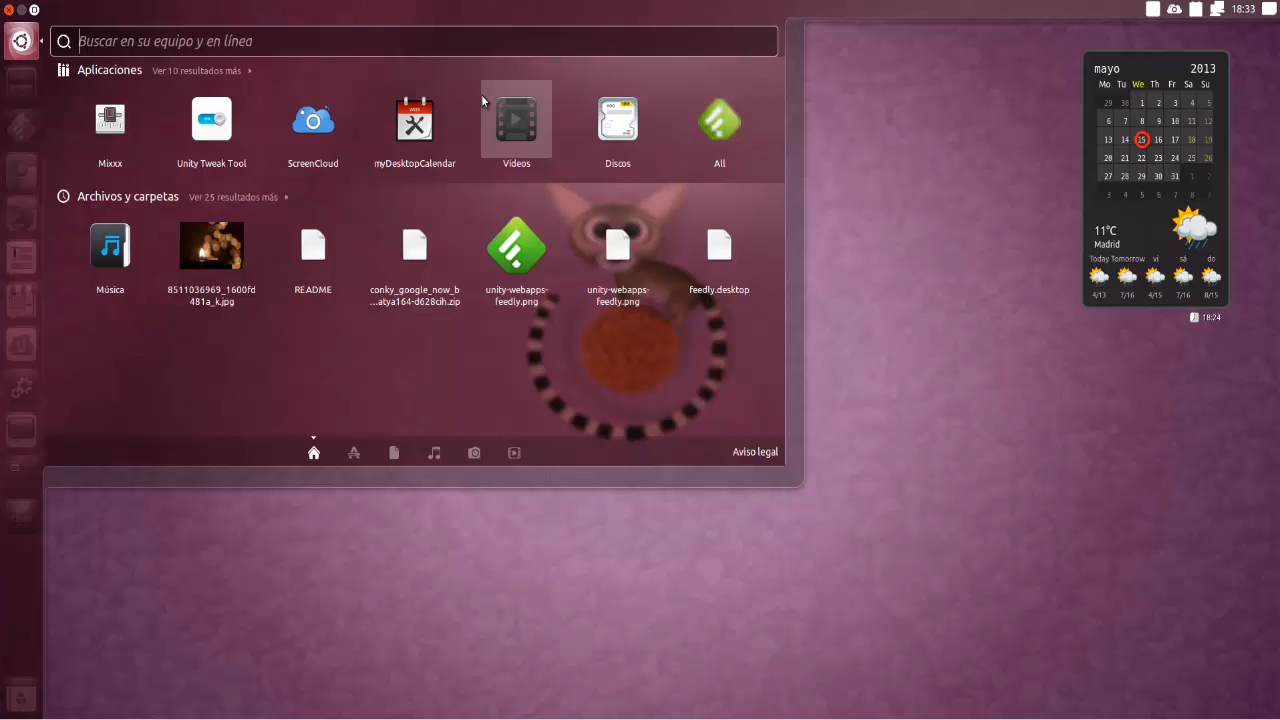 18:33
Buscar en su equipo y en línea
Aplicaciones Ver 10 resultados más
Mixxx Unity Tweak Tool ScreenCloud myDesktopCalendar Videos Discos All
Archivos y carpetas Ver 25 resultados más
Música 8511036969_1600fd README conky_google_now_b unity-webapps- unity-webapps- feedly.desktop
481a_k.jpg ...atya164-d628cih.zip feedly.png feedly.png
Aviso legal
mayo 2013
Mo Tu We Th Fr Sa Su
29 30 1 2 3 4 5
6 7 8 9 10 11 12
13 14 15 16 17 18 19
20 21 22 23 24 25 26
27 28 29 30 31 1 2
3 4 5 6 7 8 9
11°C
Madrid
Today Tomorrow vi sá do
4/13 7/16 4/15 7/16 8/15
18:24